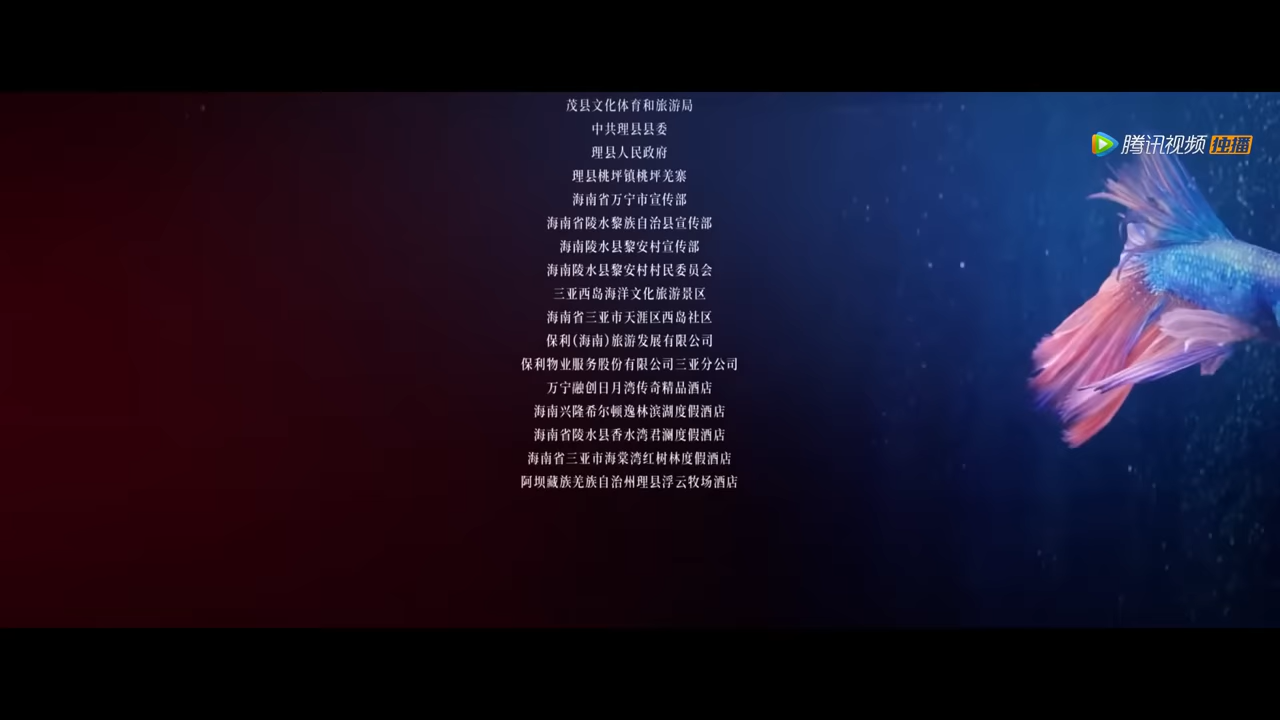 茂县文化体育和旅游局
中共理县县委
腾讯视频 独播
理县人民政府
理县桃坪镇桃坪羌寨
海南省万宁市宣传部
海南省陵水黎族自治县宣传部
海南陵水县黎安村宣传部
海南陵水县黎安村村民委员会
三亚西岛海洋文化旅游景区
海南省三亚市天涯区西岛社区
保利(海南)旅游发展有限公司
保利物业服务股份有限公司三亚分公司
万宁融创日月湾传奇精品酒店
海南兴隆希尔顿逸林滨湖度假酒店
海南省陵水县香水湾君澜度假酒店
海南省三亚市海棠湾红树林度假酒店
阿坝藏族羌族自治州理县浮云牧场酒店